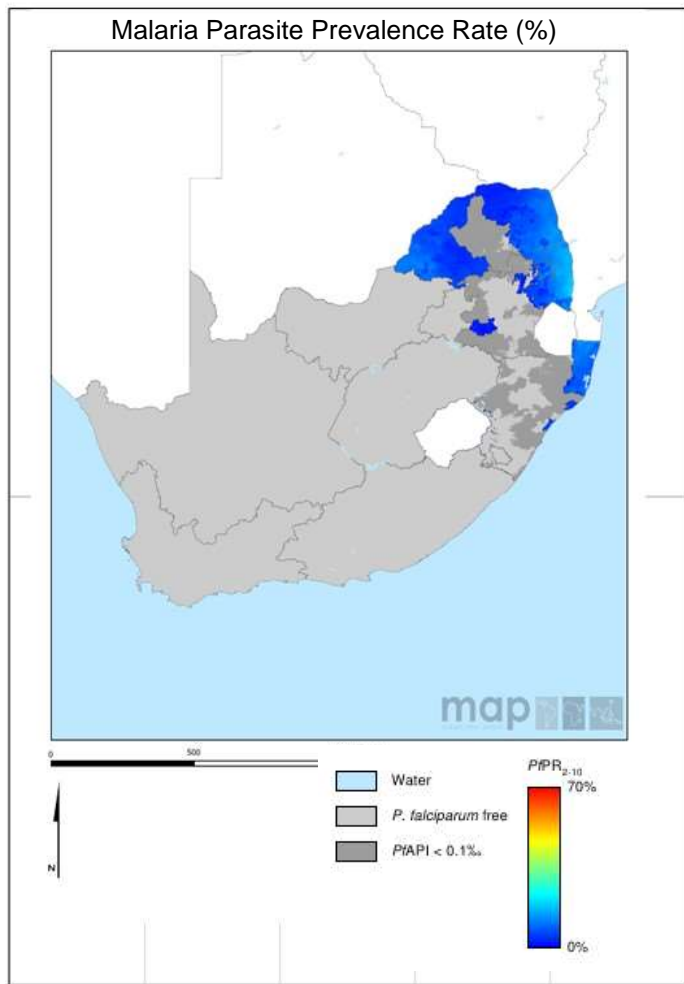 Malaria Parasite Prevalence Rate (%)
map
0 500
Water
P. falciparum free
PfAPI < 0.1‰
PfPR2-10
70%
0%
N